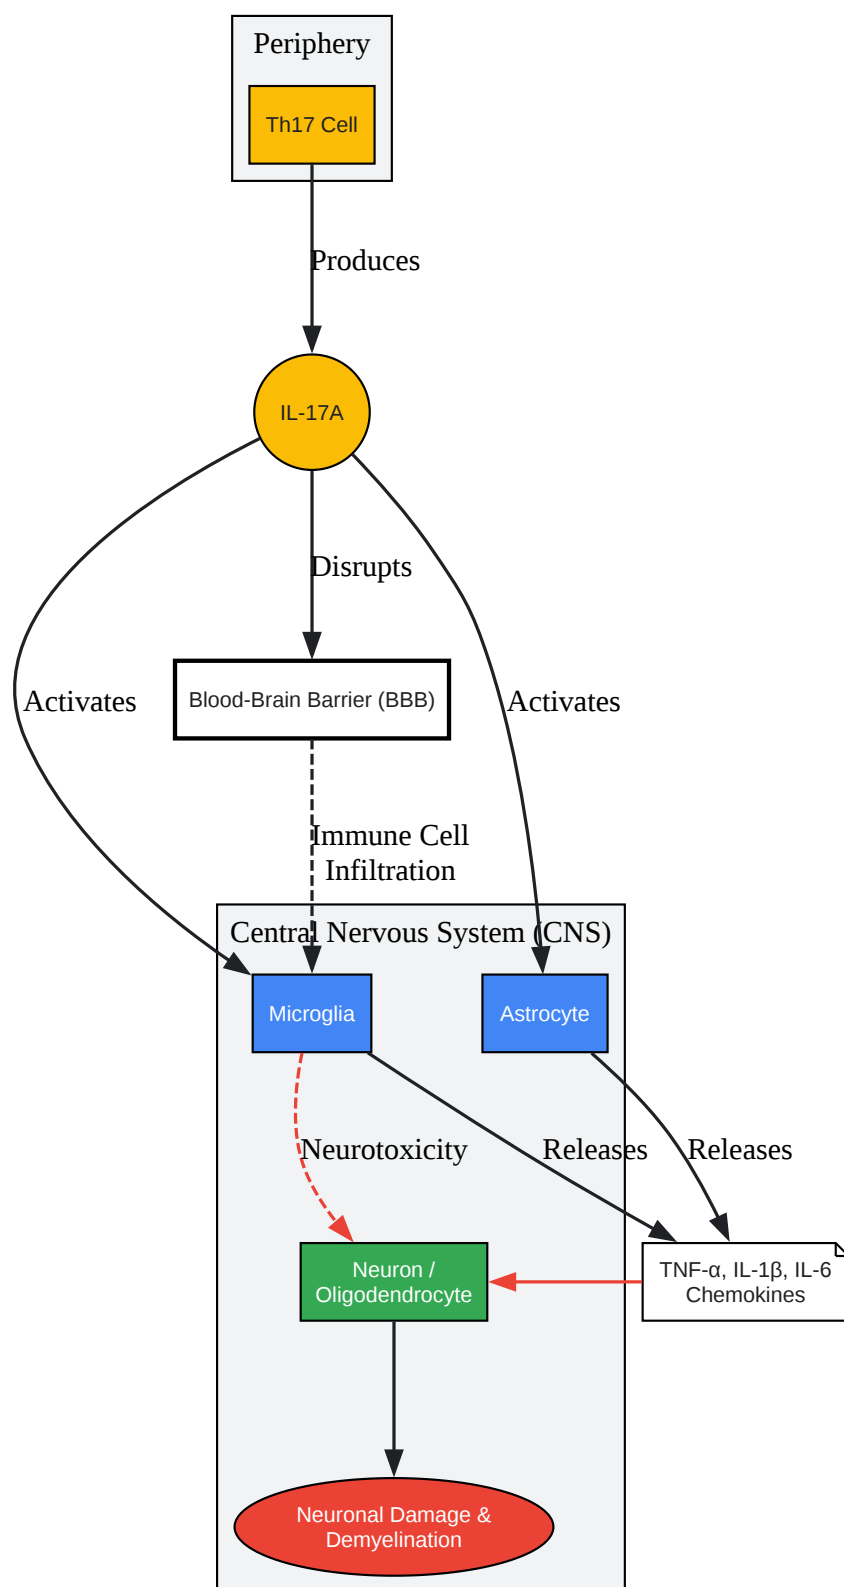 Periphery
Th17 Cell
Produces
IL-17A
Disrupts
Activates
Blood-Brain Barrier (BBB)
Activates
Immune Cell
Infiltration
Central Nervous System (CNS)
Microglia
Astrocyte
Neurotoxicity
Releases
Releases
Neuron /
Oligodendrocyte
TNF-α, IL-1β, IL-6
Chemokines
Neuronal Damage &
Demyelination